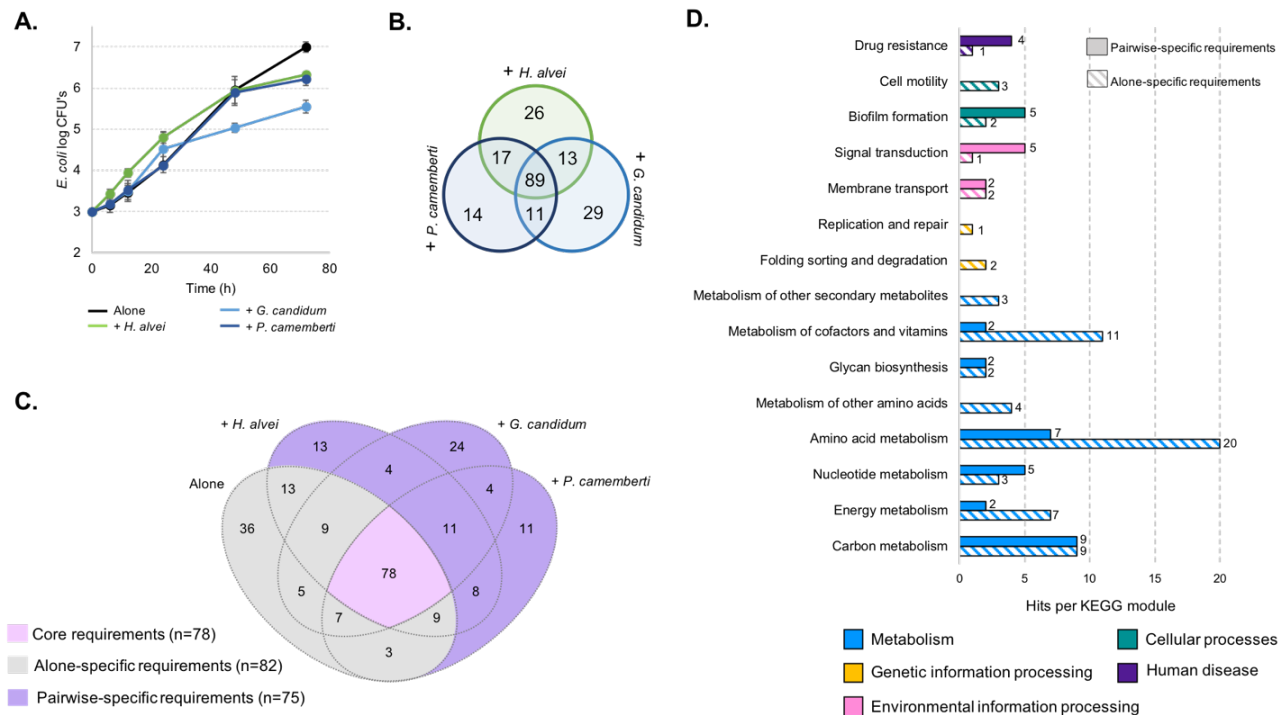 A.
7
6
5
4
3
2
E. coli log CFU's
0
20
40
60
80
Time (h)
Alone
+ H. alvei
+ G. candidum
+ P. camemberti
B.
+ H. alvei
+ P. camemberti
+ G. candidum
26
17
13
89
14
11
29
C.
+ H. alvei
+ G. candidum
Alone
+ P. camemberti
13
24
4
13
4
36
9
11
11
78
5
8
7
9
3
Core requirements (n=78)
Alone-specific requirements (n=82)
Pairwise-specific requirements (n=75)
D.
Pairwise-specific requirements
Alone-specific requirements
Drug resistance
4
1
Cell motility
3
Biofilm formation
5
2
Signal transduction
5
1
Membrane transport
2
2
Replication and repair
1
Folding sorting and degradation
2
Metabolism of other secondary metabolites
3
Metabolism of cofactors and vitamins
2
11
Glycan biosynthesis
2
2
Metabolism of other amino acids
4
Amino acid metabolism
7
20
Nucleotide metabolism
5
3
Energy metabolism
2
7
Carbon metabolism
9
9
0
5
10
15
20
Hits per KEGG module
Metabolism
Genetic information processing
Environmental information processing
Cellular processes
Human disease